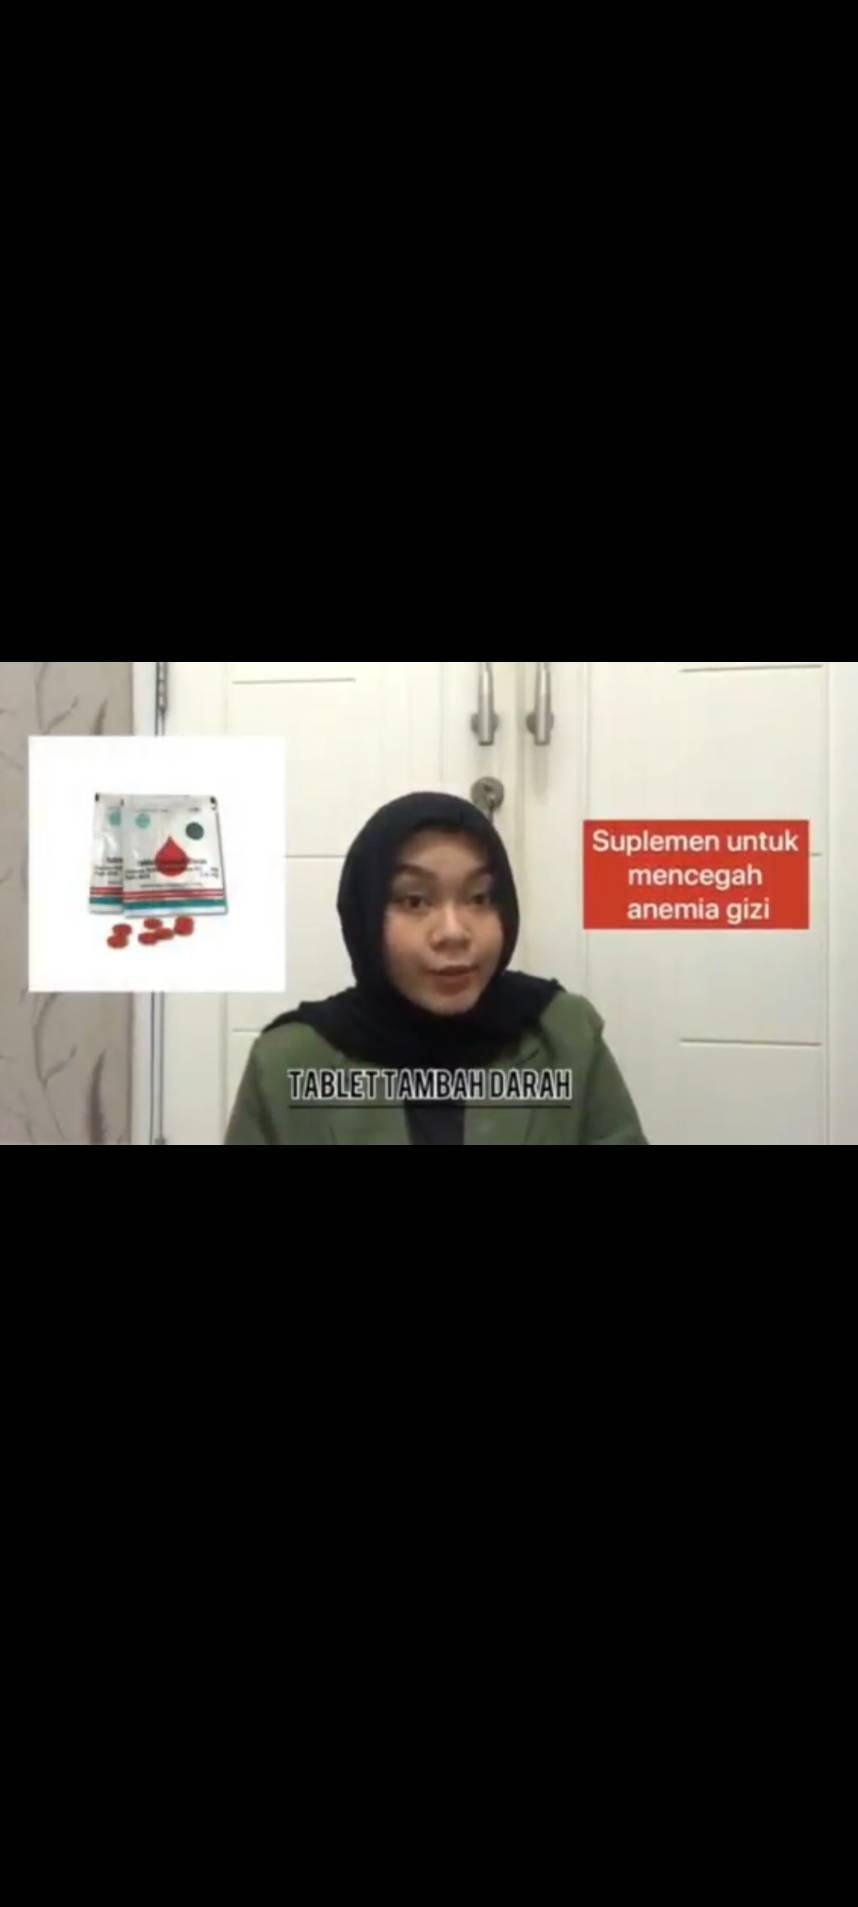 Suplemen untuk
mencegah
anemia gizi
TABLET TAMBAH DARAH